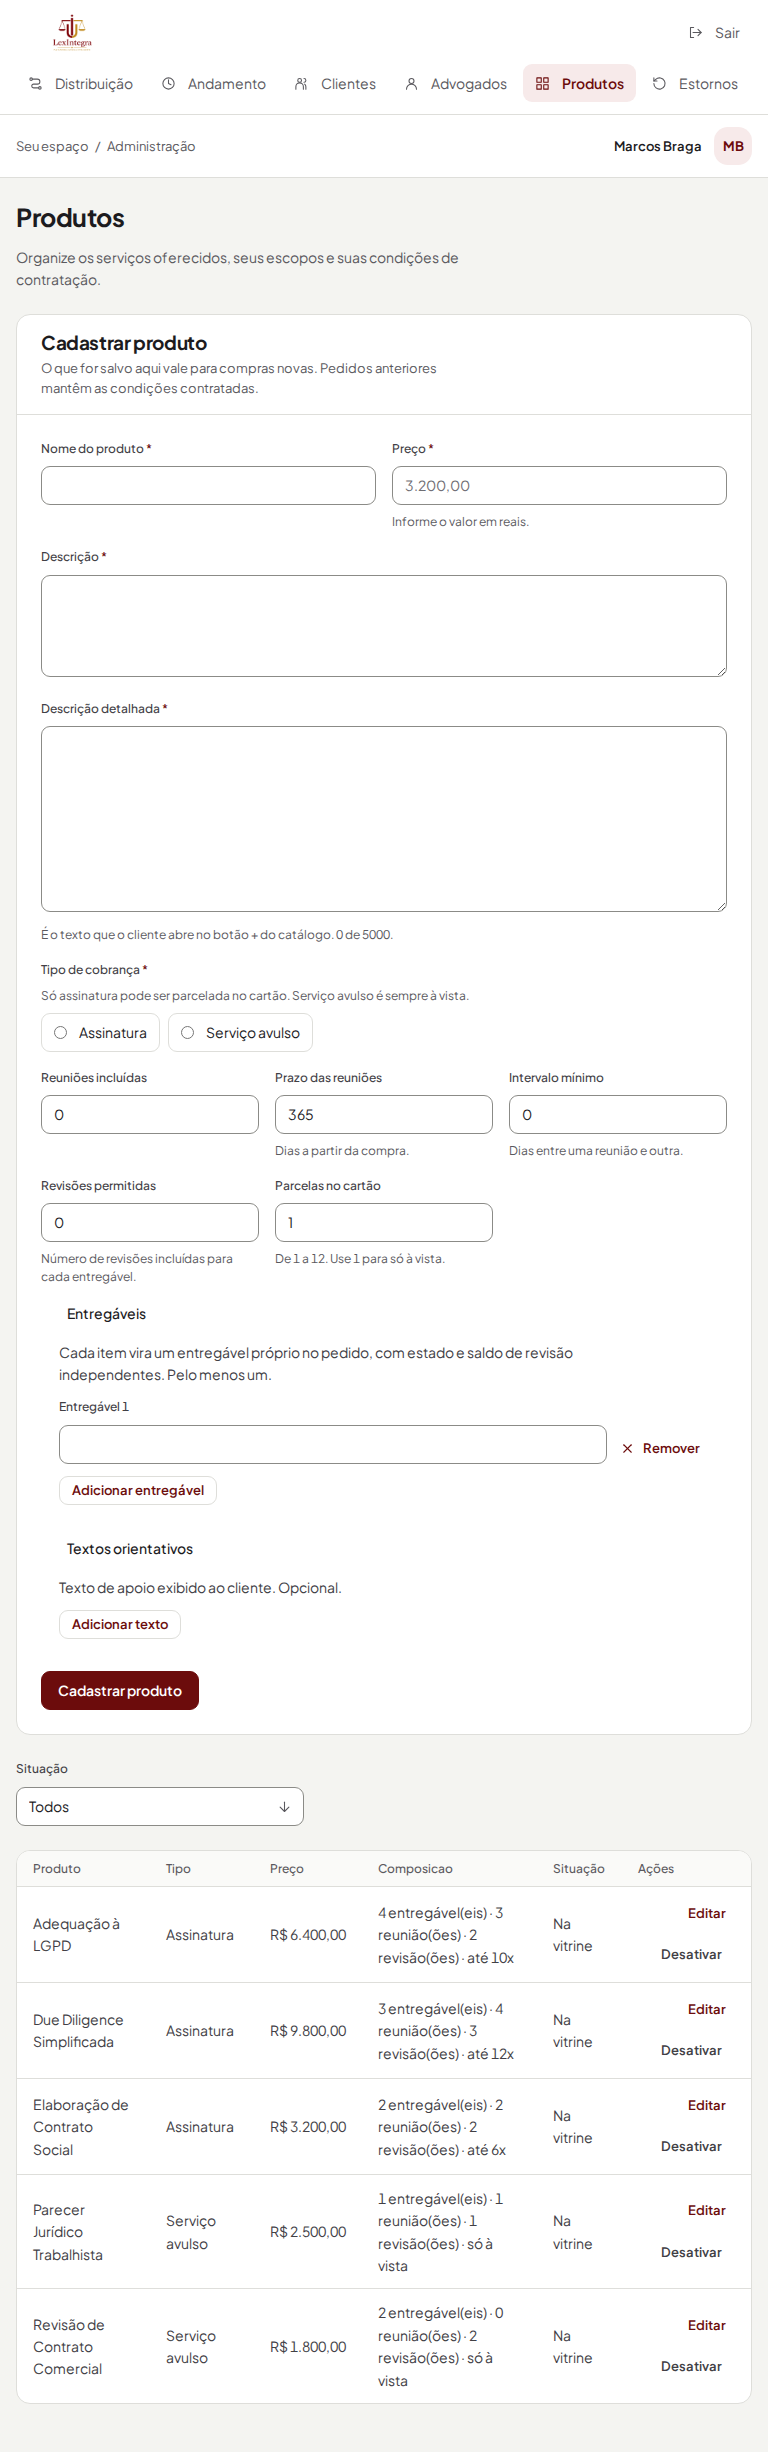 LexIntegra
Sair
Distribuição
Andamento
Clientes
Advogados
Produtos
Estornos
Seu espaço / Administração
Marcos Braga
MB
Produtos
Organize os serviços oferecidos, seus escopos e suas condições de
contratação.
Cadastrar produto
O que for salvo aqui vale para compras novas. Pedidos anteriores
mantêm as condições contratadas.
Nome do produto *
Preço *
3.200,00
Informe o valor em reais.
Descrição *
Descrição detalhada *
É o texto que o cliente abre no botão + do catálogo. 0 de 5000.
Tipo de cobrança *
Só assinatura pode ser parcelada no cartão. Serviço avulso é sempre à vista.
Assinatura
Serviço avulso
Reuniões incluídas
Prazo das reuniões
Intervalo mínimo
0
365
0
Dias a partir da compra.
Dias entre uma reunião e outra.
Revisões permitidas
Parcelas no cartão
0
1
Número de revisões incluídas para
cada entregável.
De 1 a 12. Use 1 para só à vista.
Entregáveis
Cada item vira um entregável próprio no pedido, com estado e saldo de revisão
independentes. Pelo menos um.
Entregável 1
Remover
Adicionar entregável
Textos orientativos
Texto de apoio exibido ao cliente. Opcional.
Adicionar texto
Cadastrar produto
Situação
Todos
Produto
Tipo
Preço
Composicao
Situação
Ações
Adequação à
LGPD
Assinatura
R$ 6.400,00
4 entregável(eis) · 3
reunião(ões) · 2
revisão(ões) · até 10x
Na
vitrine
Editar
Desativar
Due Diligence
Simplificada
Assinatura
R$ 9.800,00
3 entregável(eis) · 4
reunião(ões) · 3
revisão(ões) · até 12x
Na
vitrine
Editar
Desativar
Elaboração de
Contrato
Social
Assinatura
R$ 3.200,00
2 entregável(eis) · 2
reunião(ões) · 2
revisão(ões) · até 6x
Na
vitrine
Editar
Desativar
Parecer
Jurídico
Trabalhista
Serviço
avulso
R$ 2.500,00
1 entregável(eis) · 1
reunião(ões) · 1
revisão(ões) · só à
vista
Na
vitrine
Editar
Desativar
Revisão de
Contrato
Comercial
Serviço
avulso
R$ 1.800,00
2 entregável(eis) · 0
reunião(ões) · 2
revisão(ões) · só à
vista
Na
vitrine
Editar
Desativar